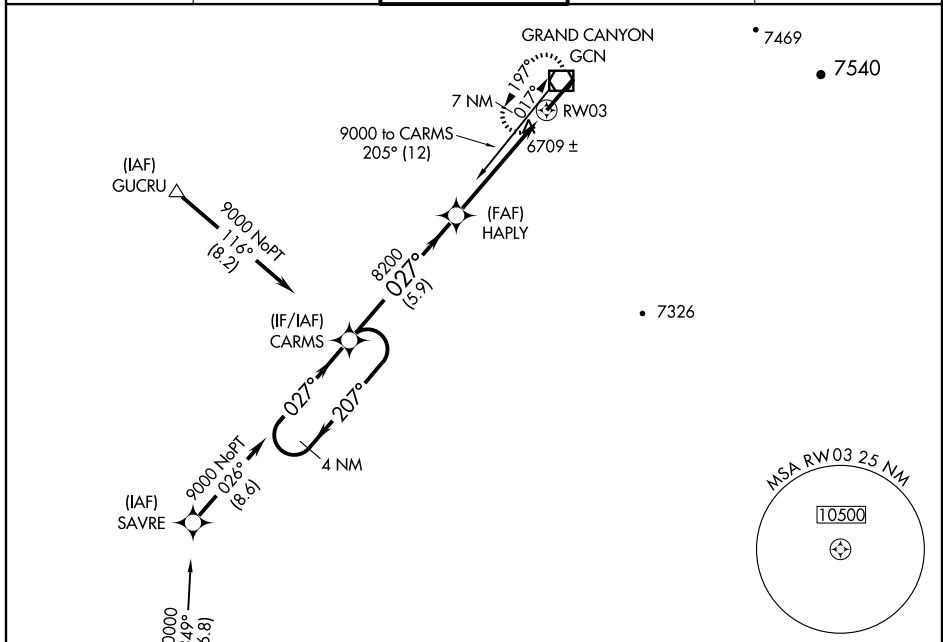 GRAND CANYON
GCN
7469
7540
197°
017°
7 NM
RW03
9000 to CARMS
205° (12)
6709 ±
(IAF)
GUCRU
9000 NoPT
116°
(8.2)
(FAF)
HAPLY
8200
027°
(5.9)
7326
(IF/IAF)
CARMS
027°
207°
4 NM
9000 NoPT
026°
(8.6)
(IAF)
SAVRE
MSA RW03 25 NM
10500